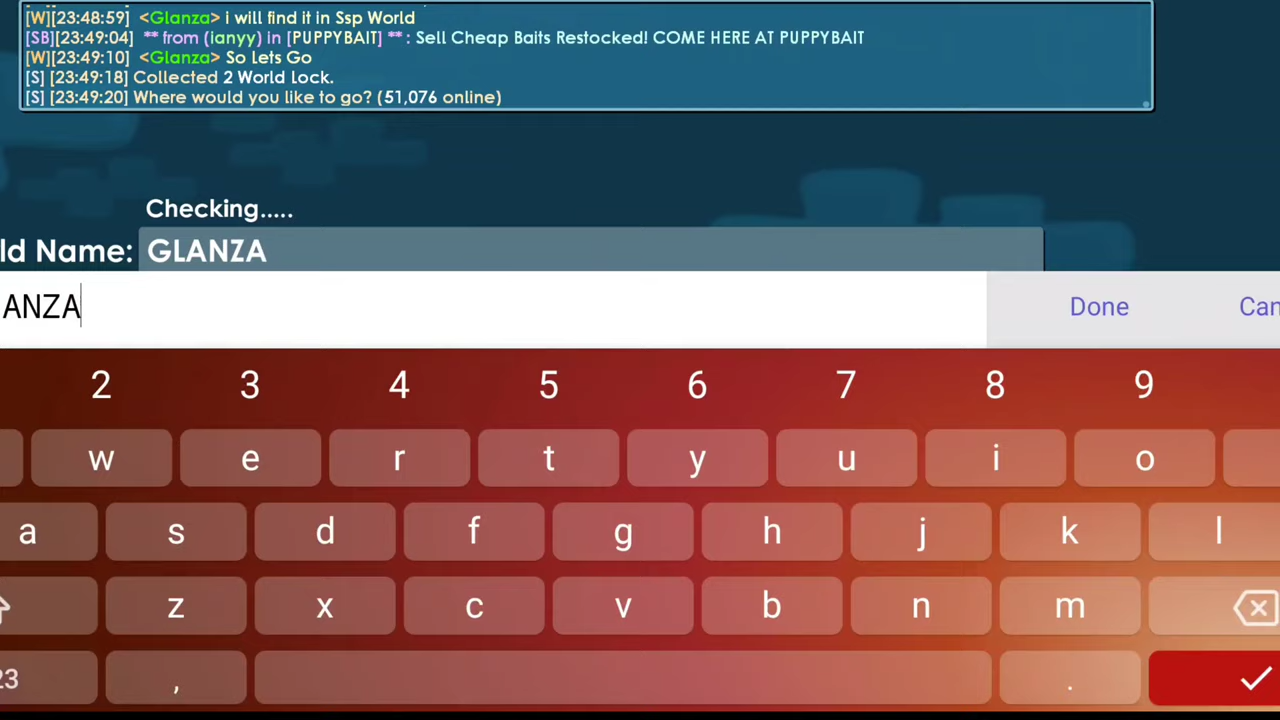 [W][23:48:59] <Glanza> i will find it in Ssp World
[SB][23:49:04] ** from (ianyy) in [PUPPYBAIT] ** : Sell Cheap Baits Restocked! COME HERE AT PUPPYBAIT
[W][23:49:10] <Glanza> So Lets Go
[S] [23:49:18] Collected 2 World Lock.
[S] [23:49:20] Where would you like to go? (51,076 online)
Checking.....
ld Name: GLANZA
ANZA Done Can
2 3 4 5 6 7 8 9
w e r t y u i o
a s d f g h j k l
z x c v b n m
23 , .